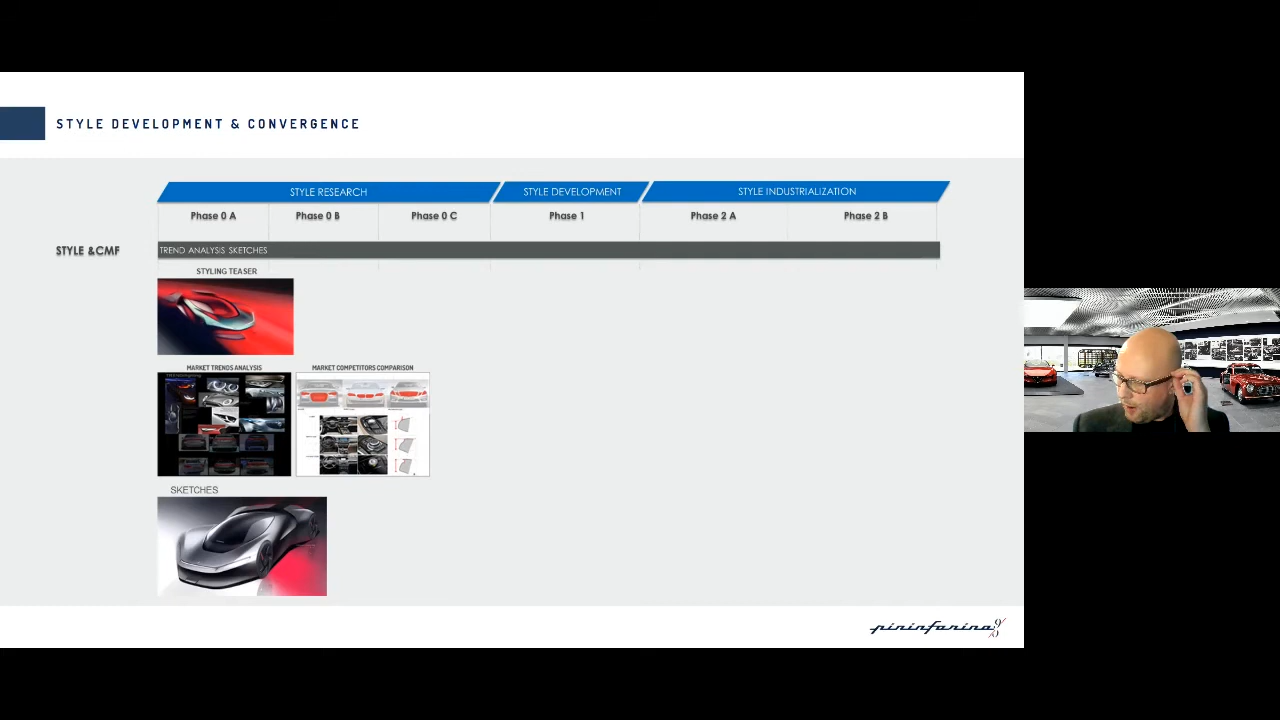 STYLE DEVELOPMENT & CONVERGENCE
STYLE RESEARCH
STYLE DEVELOPMENT
STYLE INDUSTRIALIZATION
Phase 0 A
Phase 0 B
Phase 0 C
Phase 1
Phase 2 A
Phase 2 B
STYLE &CMF
TREND ANALYSIS SKETCHES
STYLING TEASER
MARKET TRENDS ANALYSIS
MARKET COMPETITORS COMPARISON
SKETCHES
pininfarina